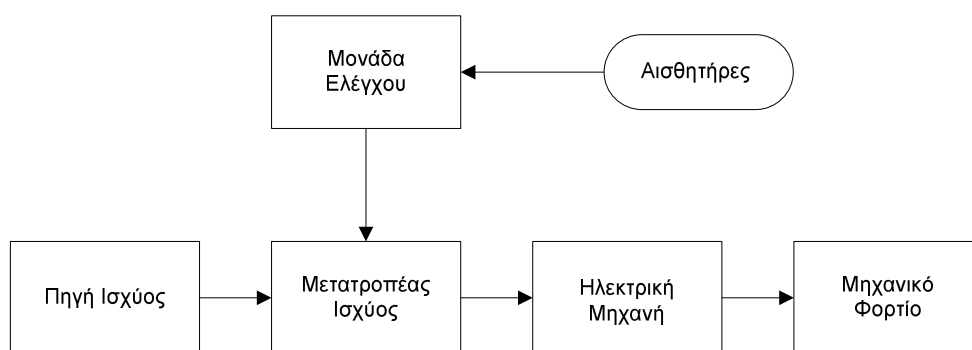 Μονάδα
Ελέγχου
Αισθητήρες
Πηγή Ισχύος
Μετατροπέας
Ισχύος
Ηλεκτρική
Μηχανή
Μηχανικό
Φορτίο